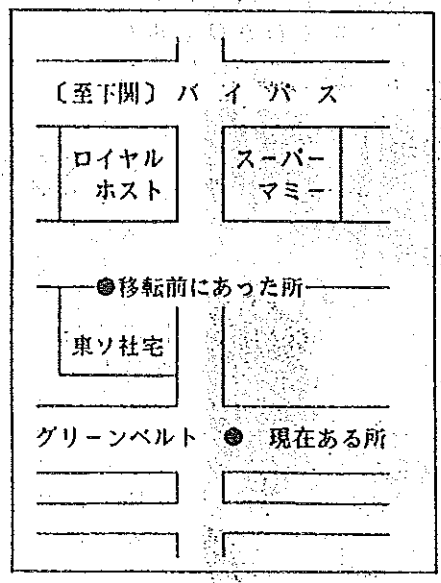 〔至下関〕バイパス
ロイヤル
ホスト
スーパー
マミー
●移転前にあった所
東ソ社宅
グリーンベルト ● 現在ある所